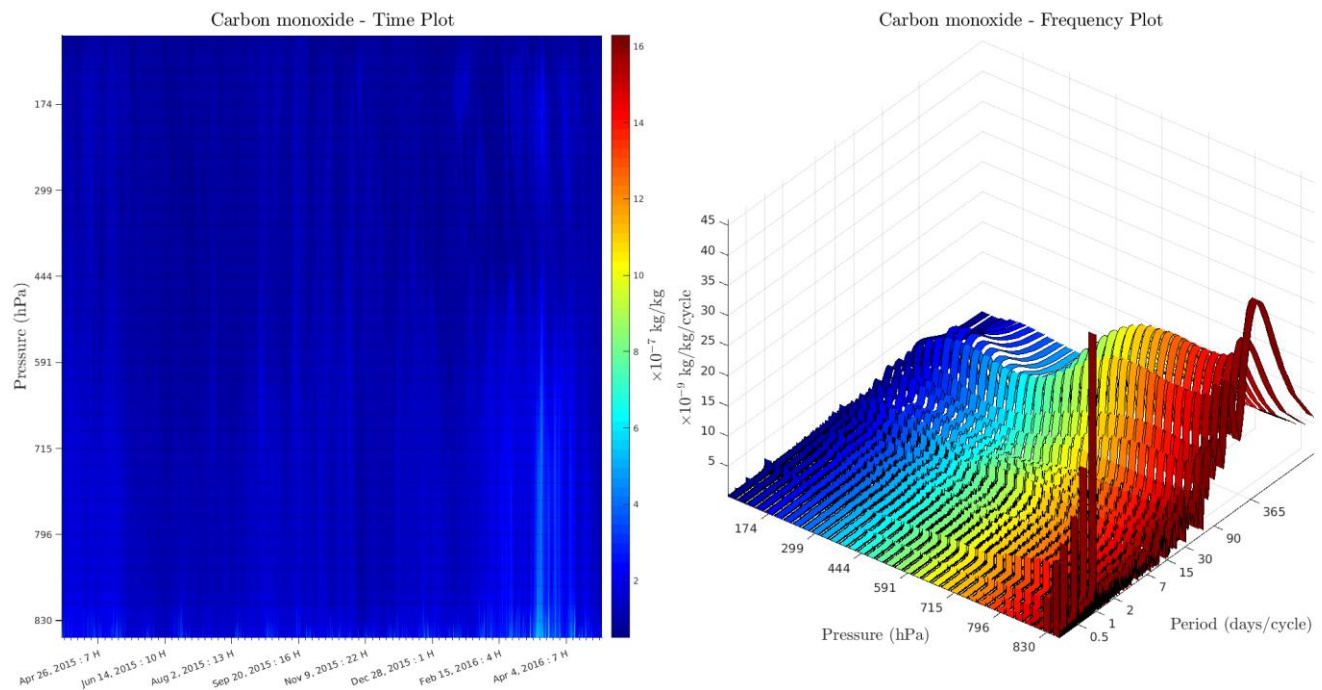 Carbon monoxide - Time Plot
Pressure (hPa)
174
299
444
591
715
796
830
Apr 26, 2015 : 7 H
Jun 14, 2015 : 10 H
Aug 2, 2015 : 13 H
Sep 20, 2015 : 16 H
Nov 9, 2015 : 22 H
Dec 28, 2015 : 1 H
Feb 15, 2016 : 4 H
Apr 4, 2016 : 7 H
16
14
12
10
8
6
4
2
×10⁻⁷ kg/kg
Carbon monoxide - Frequency Plot
×10⁻⁹ kg/kg/cycle
45
40
35
30
25
20
15
10
5
174
299
444
591
715
796
830
Pressure (hPa)
0.5
1
2
7
15
30
90
365
Period (days/cycle)